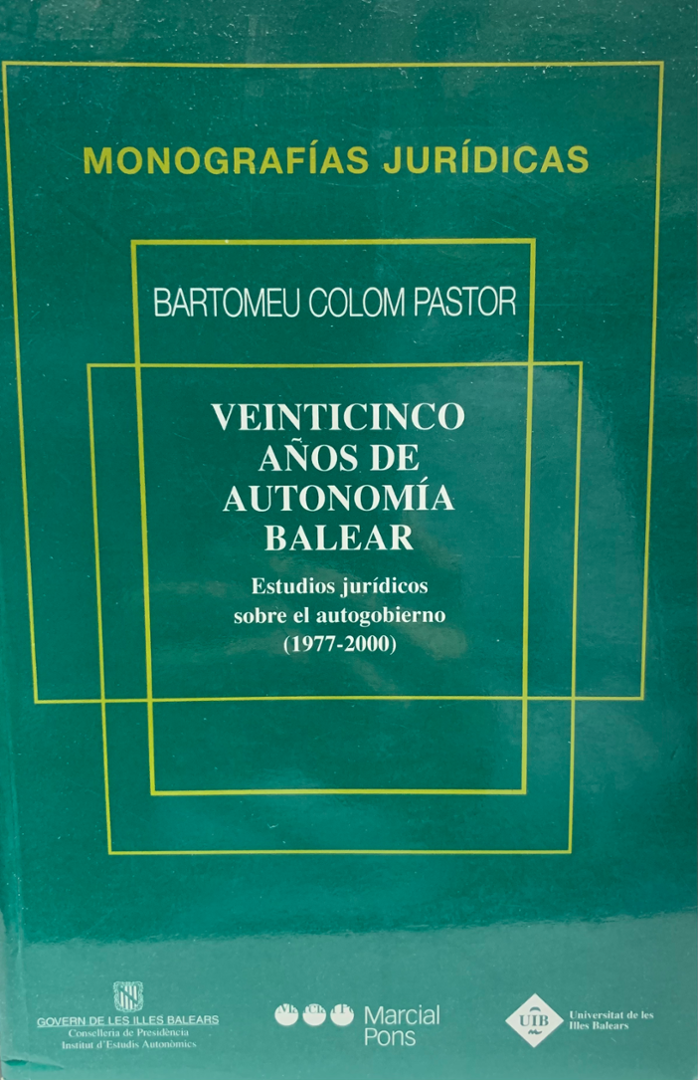 MONOGRAFÍAS JURÍDICAS
BARTOMEU COLOM PASTOR
VEINTICINCO
AÑOS DE
AUTONOMÍA
BALEAR
Estudios jurídicos
sobre el autogobierno
(1977-2000)
GOVERN DE LES ILLES BALEARS
Conselleria de Presidència
Institut d'Estudis Autonòmics
Marcial
Pons
UIB
Universitat de les
Illes Balears